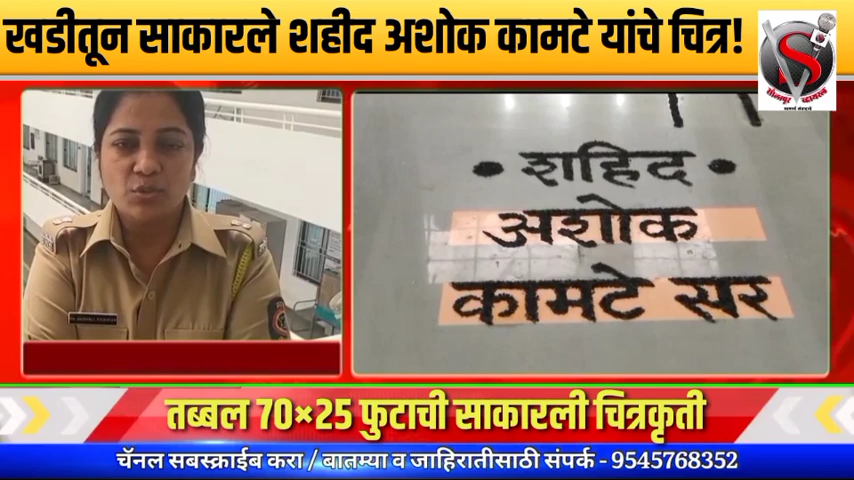 खडीतून साकारले शहीद अशोक कामटे यांचे चित्र!
सोलापूर व्हायरल
• शहिद •
अशोक
कामटे सर
तब्बल 70×25 फुटाची साकारली चित्रकृती
चॅनल सबस्क्राईब करा / बातम्या व जाहिरातीसाठी संपर्क - 9545768352